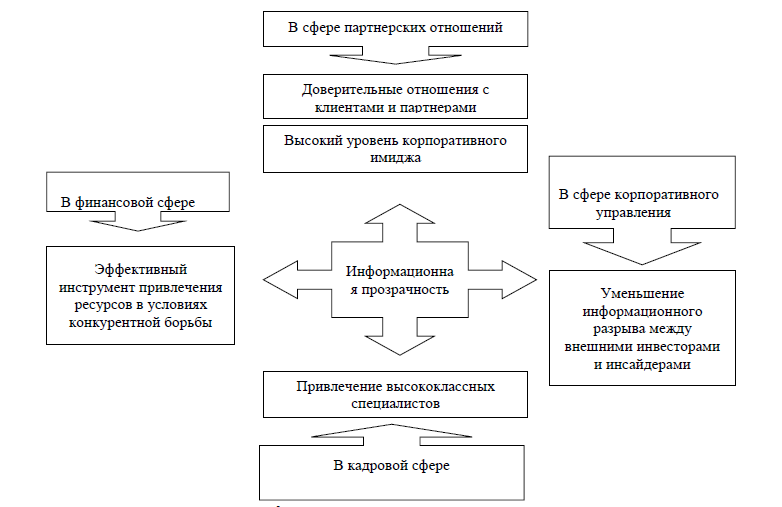 В сфере партнерских отношений
Доверительные отношения с
клиентами и партнерами
Высокий уровень корпоративного
имиджа
В финансовой сфере
В сфере корпоративного
управления
Эффективный
инструмент привлечения
ресурсов в условиях
конкурентной борьбы
Информационна
я прозрачность
Уменьшение
информационного
разрыва между
внешними инвесторами
и инсайдерами
Привлечение высококлассных
специалистов
В кадровой сфере